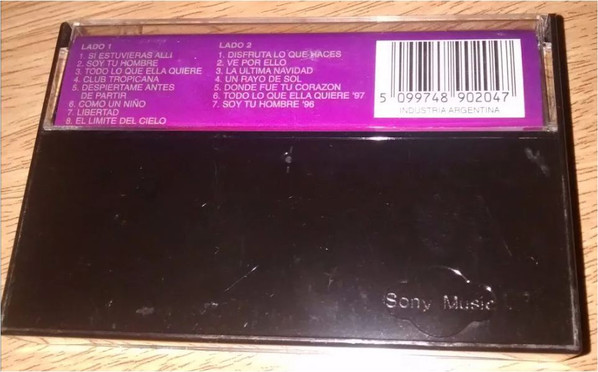 LADO 1
1. SI ESTUVIERAS ALLI
2. SOY TU HOMBRE
3. TODO LO QUE ELLA QUIERE
4. CLUB TROPICANA
5. DESPIERTAME ANTES
DE PARTIR
6. COMO UN NIÑO
7. LIBERTAD
8. EL LIMITE DEL CIELO
LADO 2
1. DISFRUTA LO QUE HACES
2. VE POR ELLO
3. LA ULTIMA NAVIDAD
4. UN RAYO DE SOL
5. DONDE FUE TU CORAZON
6. TODO LO QUE ELLA QUIERE '97
7. SOY TU HOMBRE '96
5 099748 902047
INDUSTRIA ARGENTINA
Sony Music